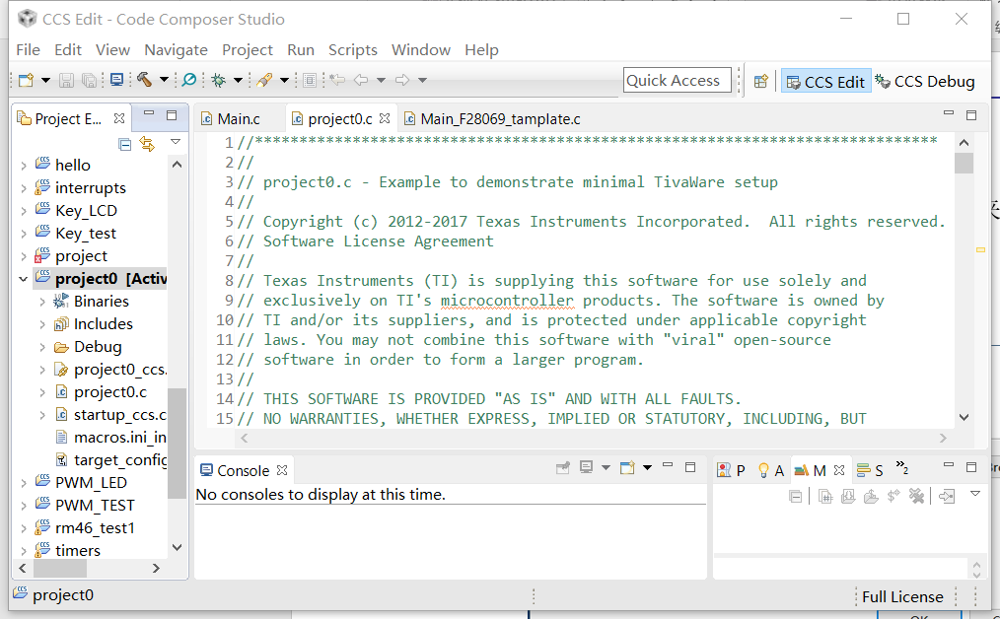 CCS Edit - Code Composer Studio
File Edit View Navigate Project Run Scripts Window Help
Quick Access
CCS Edit
CCS Debug
Project E...
hello
interrupts
Key_LCD
Key_test
project
project0 [Activ
Binaries
Includes
Debug
project0_ccs.
project0.c
startup_ccs.c
macros.ini_in
target_config
PWM_LED
PWM_TEST
rm46_test1
timers
Main.c
project0.c
Main_F28069_tamplate.c
1 //*****************************************************************************
2 //
3 // project0.c - Example to demonstrate minimal TivaWare setup
4 //
5 // Copyright (c) 2012-2017 Texas Instruments Incorporated.  All rights reserved.
6 // Software License Agreement
7 //
8 // Texas Instruments (TI) is supplying this software for use solely and
9 // exclusively on TI's microcontroller products. The software is owned by
10 // TI and/or its suppliers, and is protected under applicable copyright
11 // laws. You may not combine this software with "viral" open-source
12 // software in order to form a larger program.
13 //
14 // THIS SOFTWARE IS PROVIDED "AS IS" AND WITH ALL FAULTS.
15 // NO WARRANTIES, WHETHER EXPRESS, IMPLIED OR STATUTORY, INCLUDING, BUT
Console
No consoles to display at this time.
P A M S »2
project0
Full License